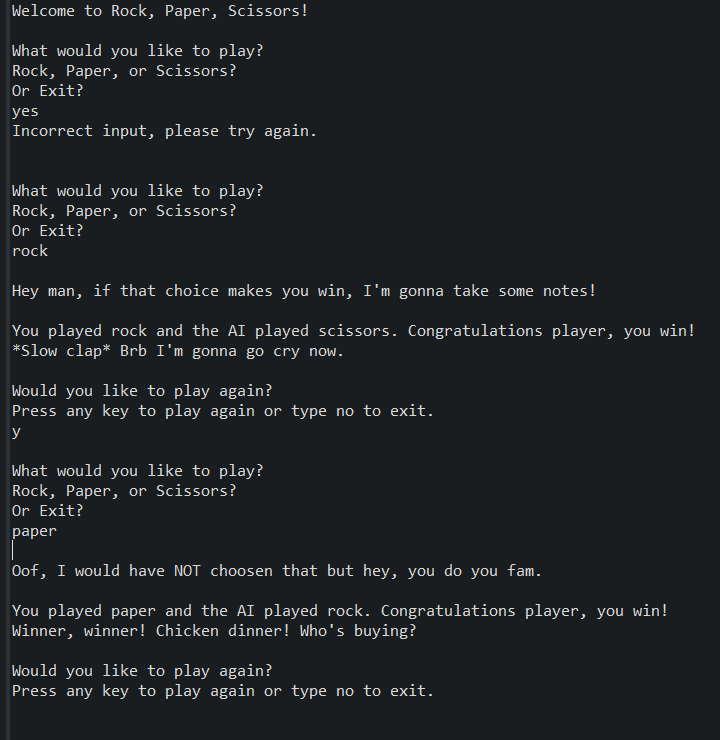 Welcome to Rock, Paper, Scissors!
What would you like to play?
Rock, Paper, or Scissors?
Or Exit?
yes
Incorrect input, please try again.
What would you like to play?
Rock, Paper, or Scissors?
Or Exit?
rock
Hey man, if that choice makes you win, I'm gonna take some notes!
You played rock and the AI played scissors. Congratulations player, you win!
*Slow clap* Brb I'm gonna go cry now.
Would you like to play again?
Press any key to play again or type no to exit.
y
What would you like to play?
Rock, Paper, or Scissors?
Or Exit?
paper
Oof, I would have NOT choosen that but hey, you do you fam.
You played paper and the AI played rock. Congratulations player, you win!
Winner, winner! Chicken dinner! Who's buying?
Would you like to play again?
Press any key to play again or type no to exit.